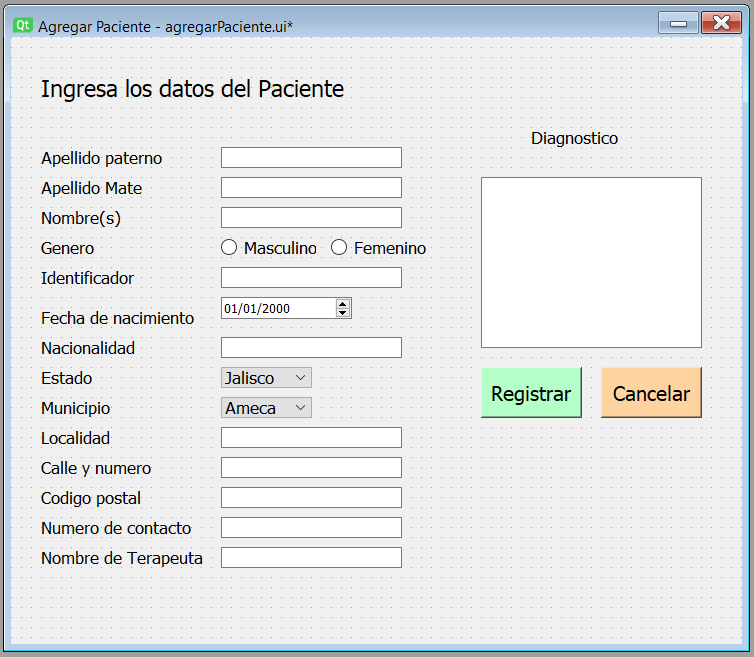 Qt Agregar Paciente - agregarPaciente.ui*
Ingresa los datos del Paciente
Diagnostico
Apellido paterno
Apellido Mate
Nombre(s)
Genero Masculino Femenino
Identificador
Fecha de nacimiento 01/01/2000
Nacionalidad
Estado Jalisco
Municipio Ameca
Localidad
Calle y numero
Codigo postal
Numero de contacto
Nombre de Terapeuta
Registrar Cancelar